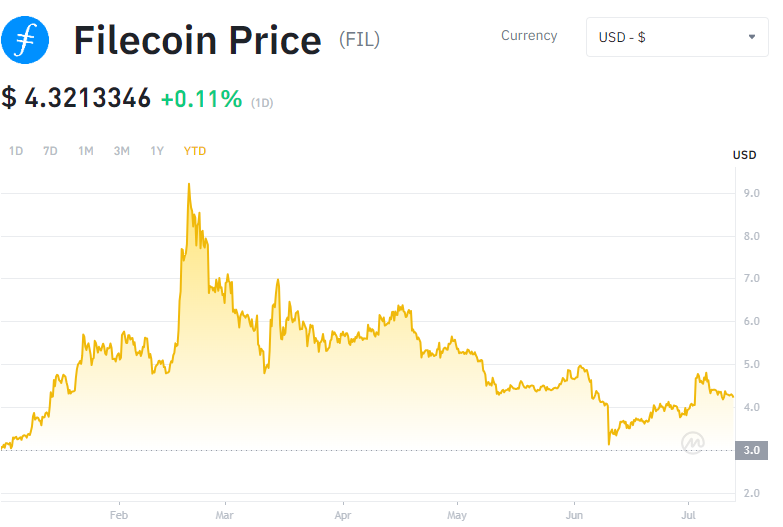 Filecoin Price (FIL)
Currency
USD - $
$ 4.3213346 +0.11% (1D)
1D 7D 1M 3M 1Y YTD
USD
9.0
8.0
7.0
6.0
5.0
4.0
3.0
2.0
Feb Mar Apr May Jun Jul